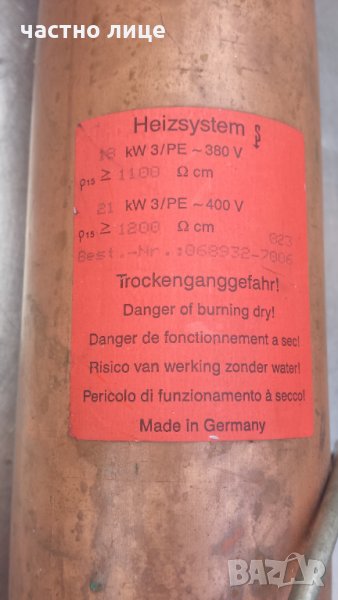 частно лице
Heizsystem
18 kW 3/PE ~ 380 V
ρ15 ≥ 1100 Ω cm
21 kW 3/PE ~ 400 V
ρ15 ≥ 1200 Ω cm
023
Best.-Nr.:068932-7006
Trockenganggefahr!
Danger of burning dry!
Danger de fonctionnement a sec!
Risico van werking zonder water!
Pericolo di funzionamento à secco!
Made in Germany
BAZAR